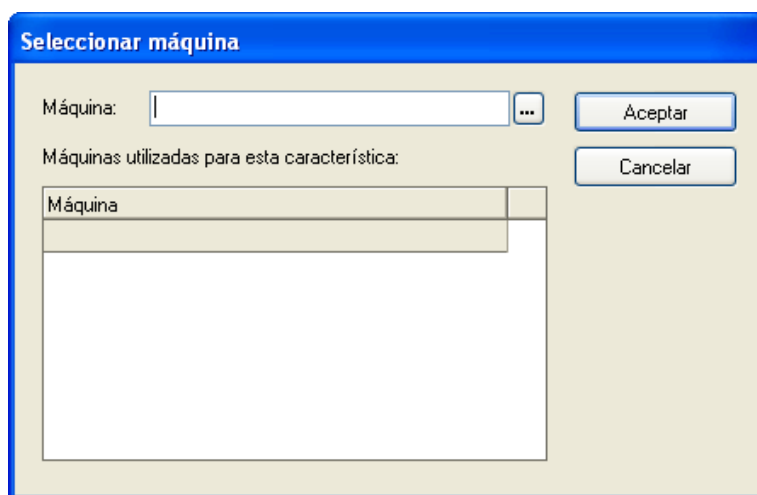 Seleccionar máquina
Máquina:
...
Aceptar
Máquinas utilizadas para esta característica:
Cancelar
Máquina